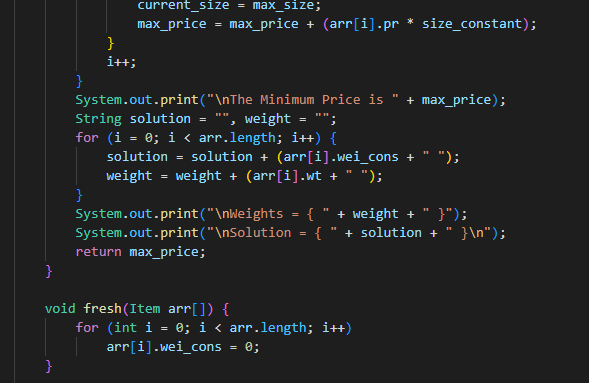 current_size = max_size;
max_price = max_price + (arr[i].pr * size_constant);
}
i++;
}
System.out.print("\nThe Minimum Price is " + max_price);
String solution = "", weight = "";
for (i = 0; i < arr.length; i++) {
solution = solution + (arr[i].wei_cons + " ");
weight = weight + (arr[i].wt + " ");
}
System.out.print("\nWeights = { " + weight + " }");
System.out.print("\nSolution = { " + solution + " }\n");
return max_price;
}
void fresh(Item arr[]) {
for (int i = 0; i < arr.length; i++)
arr[i].wei_cons = 0;
}